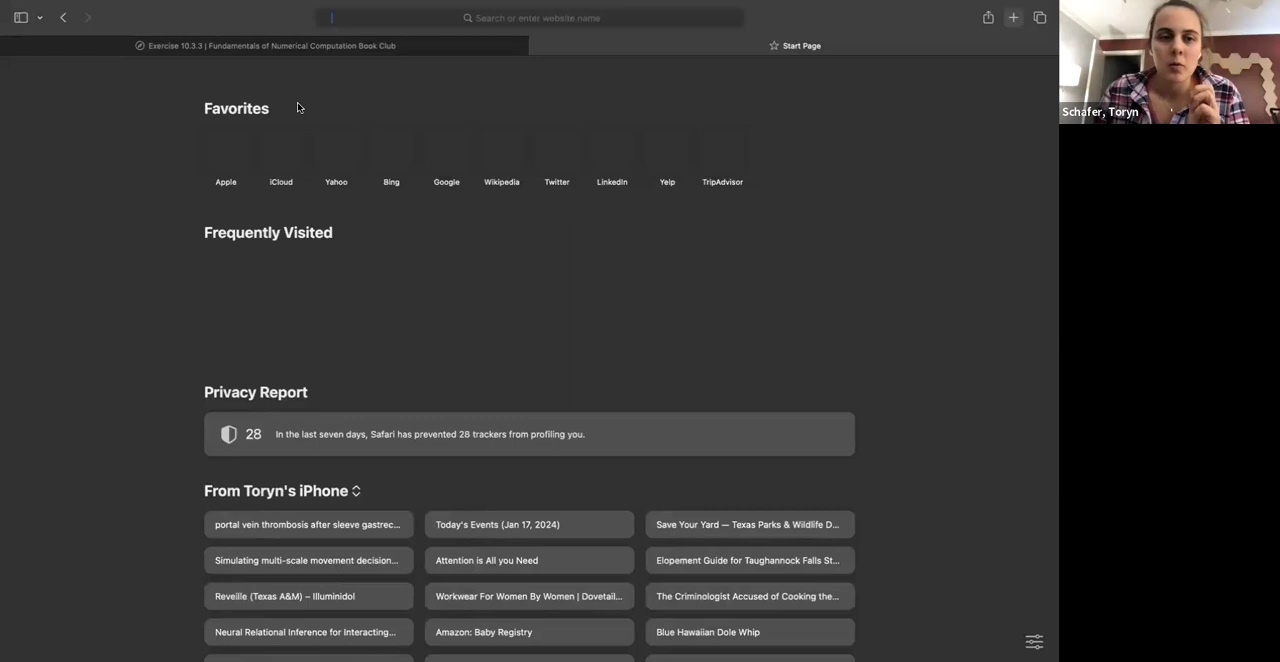 Search or enter website name
Exercise 10.3.3 | Fundamentals of Numerical Computation Book Club
Start Page
Schafer, Toryn
Favorites
Apple
iCloud
Yahoo
Bing
Google
Wikipedia
Twitter
LinkedIn
Yelp
TripAdvisor
Frequently Visited
Privacy Report
28
In the last seven days, Safari has prevented 28 trackers from profiling you.
From Toryn's iPhone
portal vein thrombosis after sleeve gastrec...
Today's Events (Jan 17, 2024)
Save Your Yard — Texas Parks & Wildlife D...
Simulating multi-scale movement decision...
Attention is All you Need
Elopement Guide for Taughannock Falls St...
Reveille (Texas A&M) – Illuminidol
Workwear For Women By Women | Dovetail...
The Criminologist Accused of Cooking the...
Neural Relational Inference for Interacting...
Amazon: Baby Registry
Blue Hawaiian Dole Whip